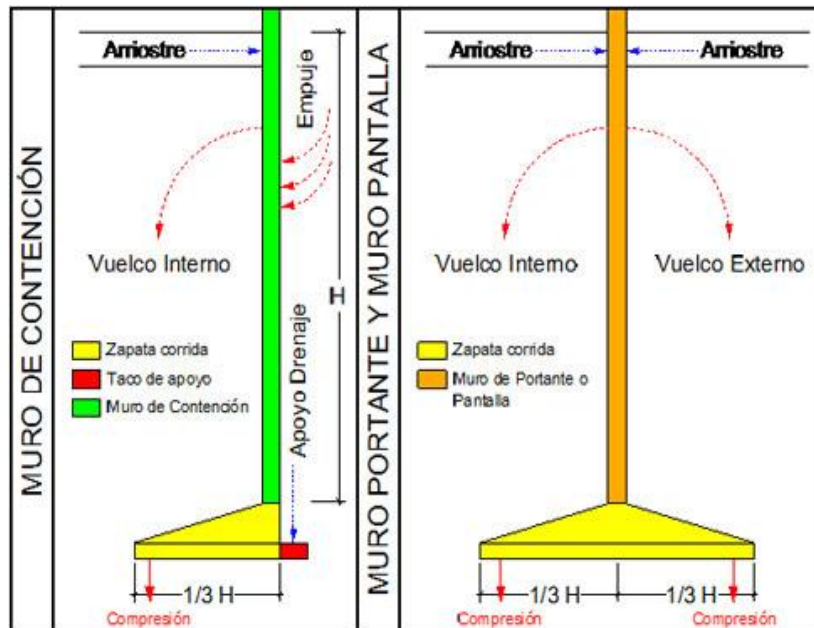 MURO DE CONTENCIÓN
Arriostre
Empuje
Vuelco Interno
H
Zapata corrida
Taco de apoyo
Muro de Contención
Apoyo Drenaje
1/3 H
Compresión
MURO PORTANTE Y MURO PANTALLA
Arriostre
Arriostre
Vuelco Interno
Vuelco Externo
Zapata corrida
Muro de Portante o
Pantalla
1/3 H
1/3 H
Compresión
Compresión